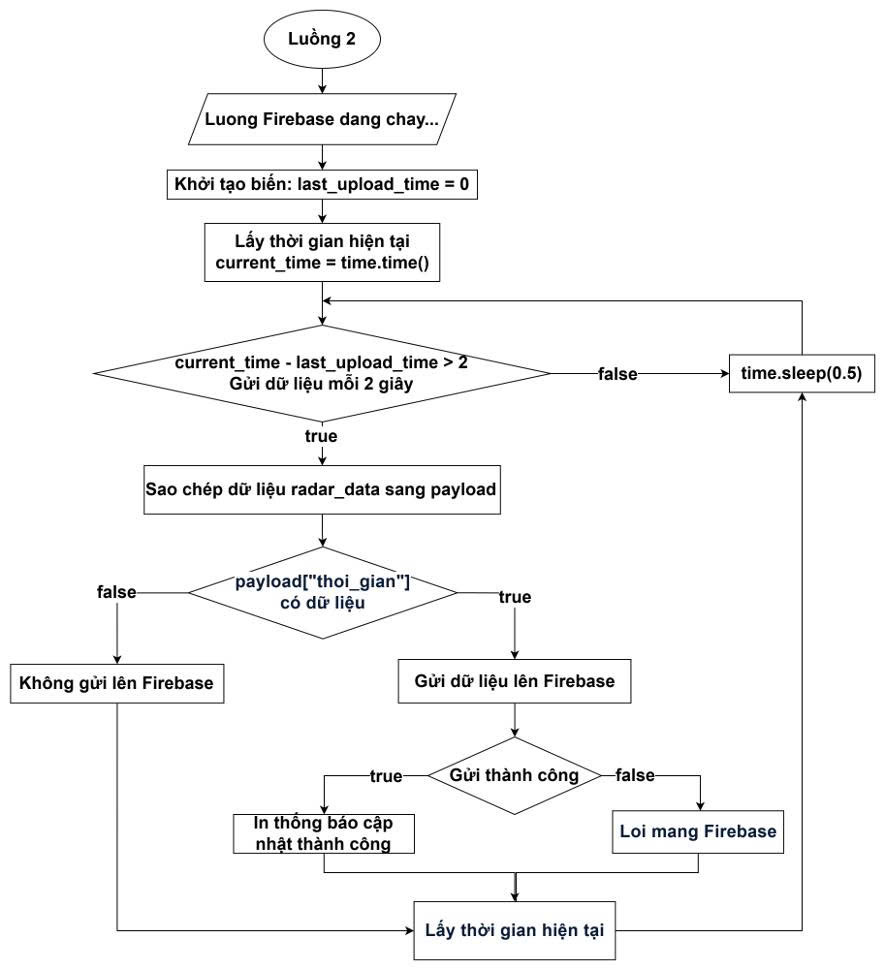 Luồng 2
Luong Firebase dang chay...
Khởi tạo biến: last_upload_time = 0
Lấy thời gian hiện tại
current_time = time.time()
current_time - last_upload_time > 2
Gửi dữ liệu mỗi 2 giây
false
time.sleep(0.5)
true
Sao chép dữ liệu radar_data sang payload
payload["thoi_gian"]
có dữ liệu
false
true
Không gửi lên Firebase
Gửi dữ liệu lên Firebase
Gửi thành công
true
false
In thống báo cập
nhật thành công
Loi mang Firebase
Lấy thời gian hiện tại